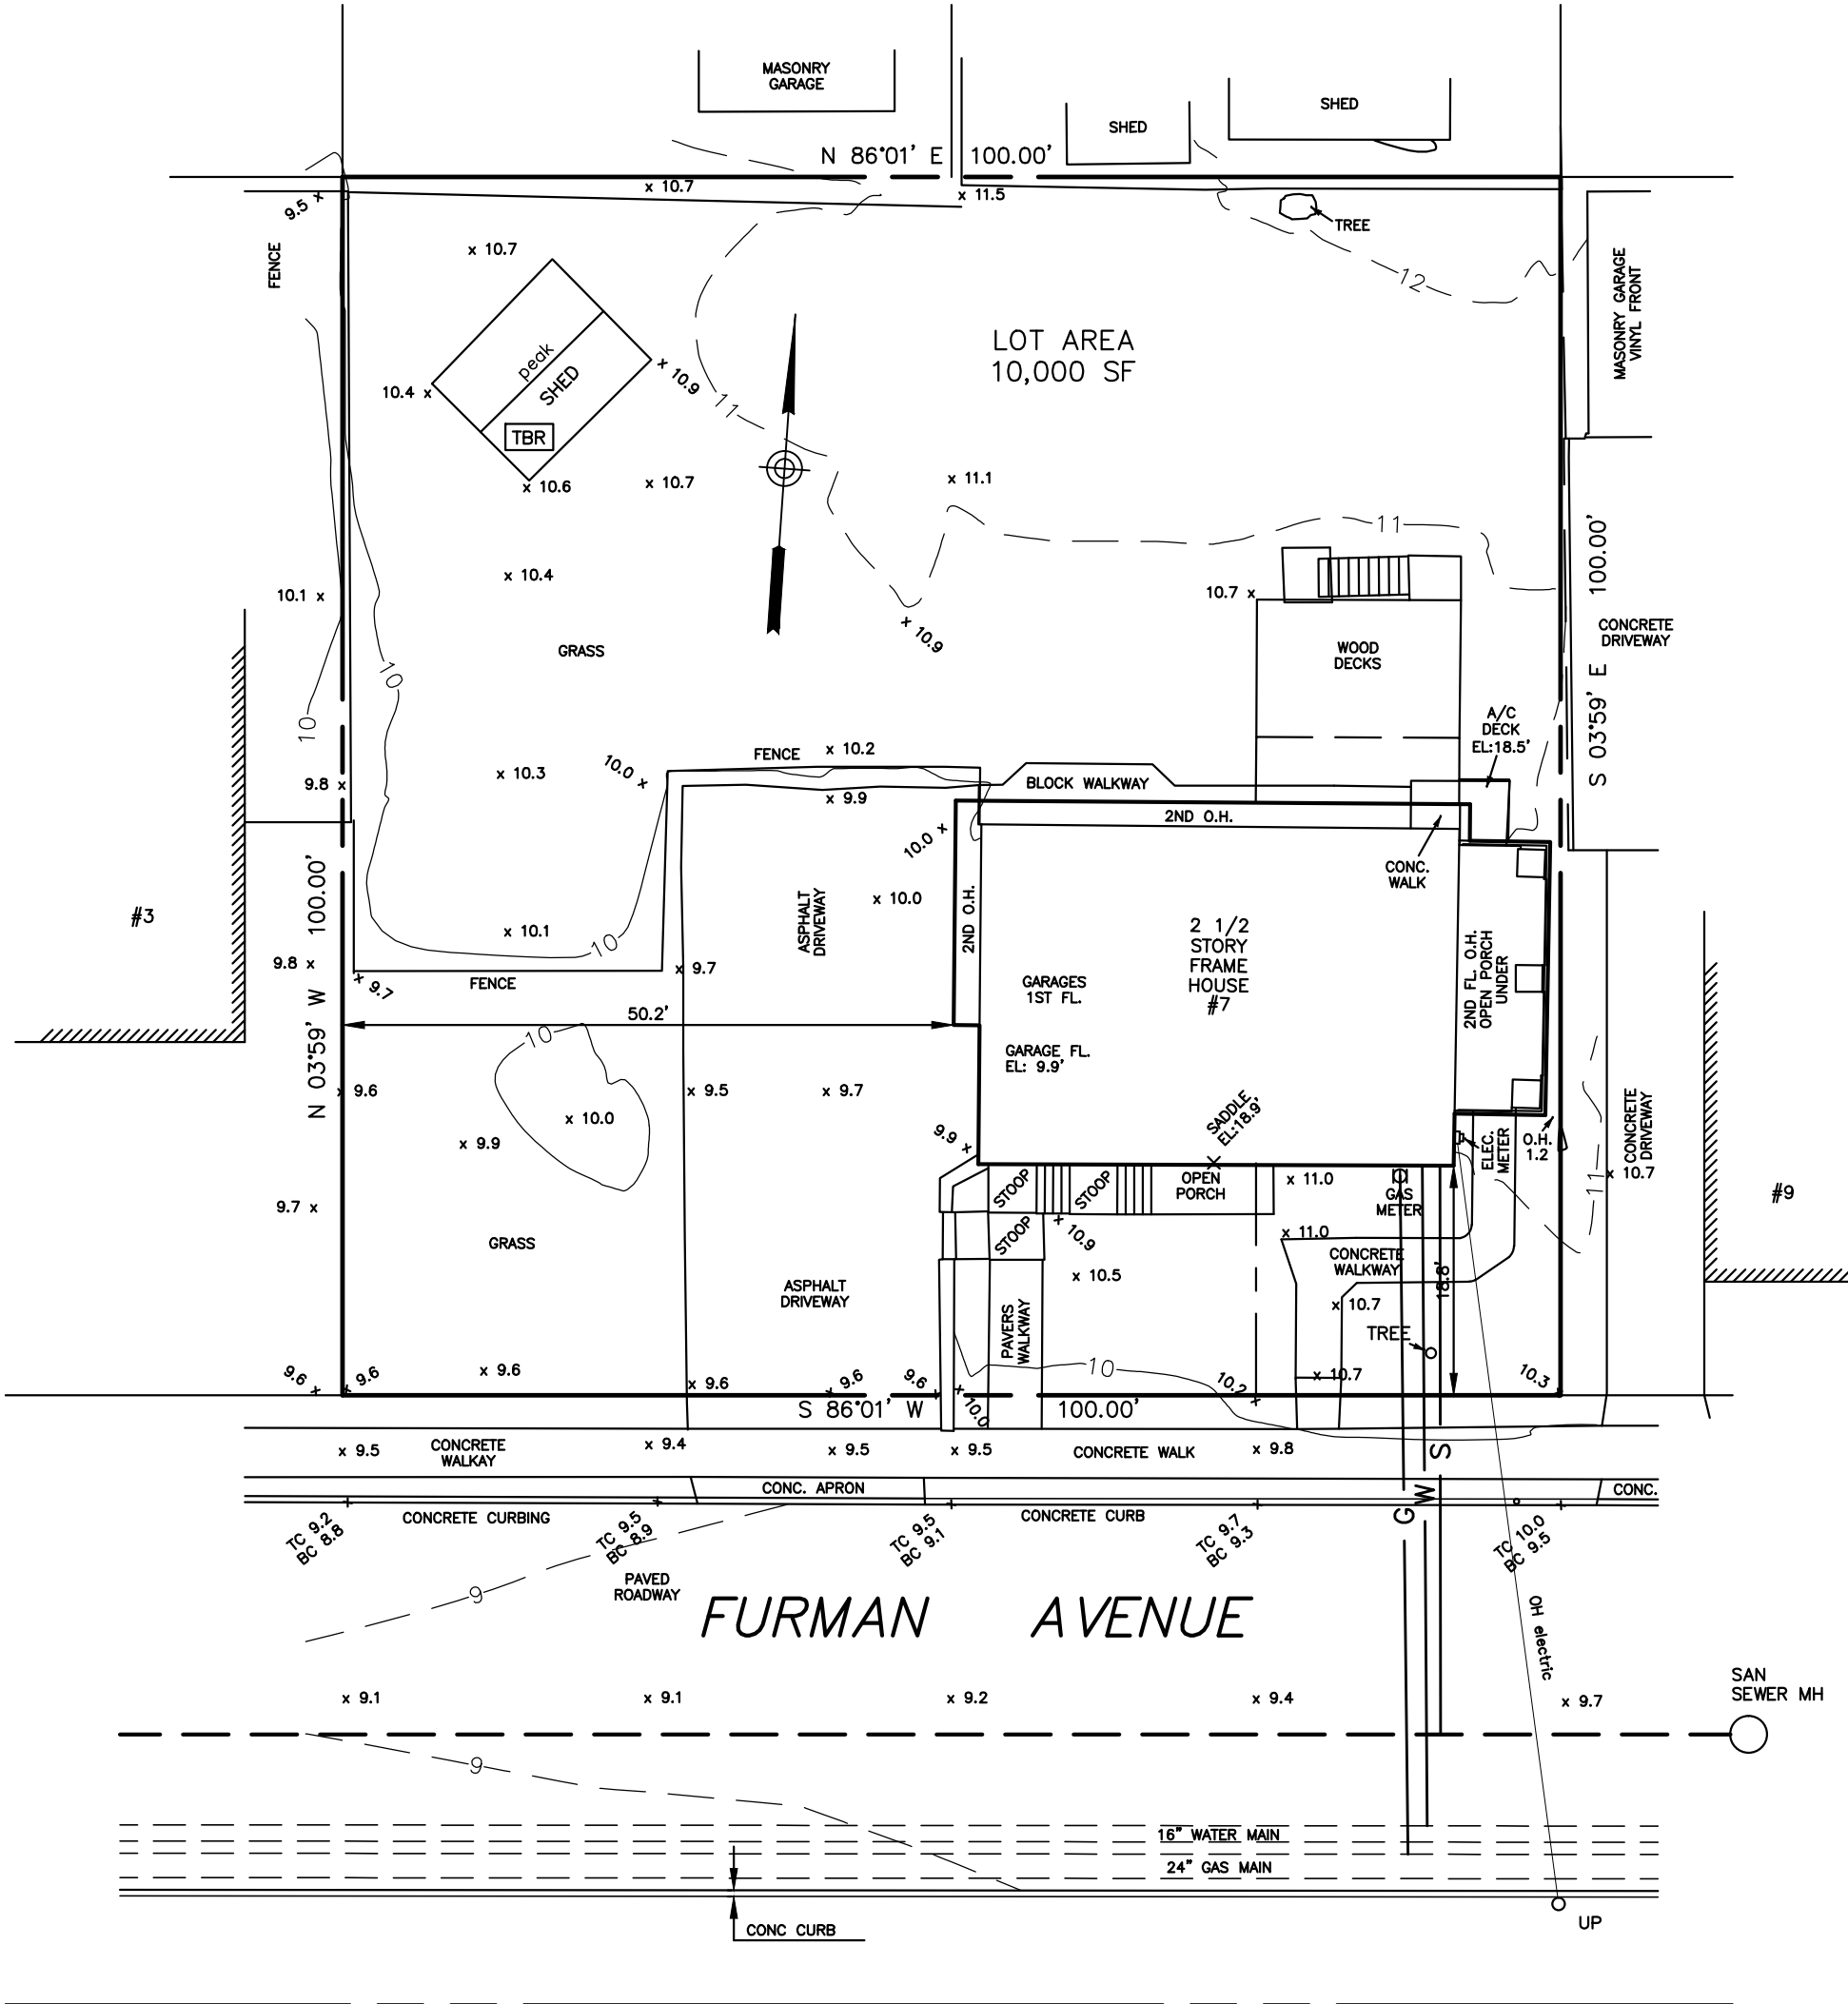 MASONRY
GARAGE
SHED
SHED
N 86°01' E 100.00'
x 10.7
x 11.5
9.5 x
TREE
FENCE
x 10.7
12
MASONRY GARAGE
VINYL FRONT
LOT AREA
10,000 SF
peak
SHED
TBR
10.4 x
x 10.9
11
x 10.6
x 10.7
x 11.1
11
S 03°59' E 100.00'
x 10.4
10.1 x
10.7 x
x 10.9
CONCRETE
DRIVEWAY
GRASS
WOOD
DECKS
10
10
A/C
DECK
EL:18.5'
FENCE
x 10.2
x 10.3
10.0 x
9.8 x
BLOCK WALKWAY
x 9.9
2ND O.H.
10.0 x
CONC.
WALK
#3
N 03°59' W 100.00'
ASPHALT
DRIVEWAY
x 10.0
2ND O.H.
2 1/2
STORY
FRAME
HOUSE
#7
2ND FL. O.H.
OPEN PORCH
UNDER
x 10.1
10
9.8 x
x 9.7
x 9.7
FENCE
GARAGES
1ST FL.
50.2'
10
GARAGE FL.
EL: 9.9'
x 9.6
x 9.5
x 9.7
x 10.0
x 9.9
SADDLE
EL:18.9'
9.9 x
ELEC.
METER
O.H.
1.2
CONCRETE
DRIVEWAY
x 10.7
11
#9
STOOP
STOOP
OPEN
PORCH
x 11.0
GAS
METER
9.7 x
STOOP
x 10.9
x 11.0
GRASS
CONCRETE
WALKWAY
x 10.5
18.8'
ASPHALT
DRIVEWAY
PAVERS
WALKWAY
x 10.7
TREE
10
9.6 x
x 9.6
x 9.6
x 9.6
x 9.6
9.6 x
x 10.0
10.2 x
x 10.7
10.3
S 86°01' W 100.00'
x 9.5
CONCRETE
WALKAY
x 9.4
x 9.5
x 9.5
CONCRETE WALK
x 9.8
S
W
G
CONC. APRON
CONC.
CONCRETE CURBING
CONCRETE CURB
TC 9.2
BC 8.8
TC 9.5
BC 8.9
TC 9.5
BC 9.1
TC 9.7
BC 9.3
TC 10.0
BC 9.5
9
PAVED
ROADWAY
FURMAN AVENUE
OH electric
x 9.1
x 9.1
x 9.2
x 9.4
x 9.7
SAN
SEWER MH
9
16" WATER MAIN
24" GAS MAIN
CONC CURB
UP